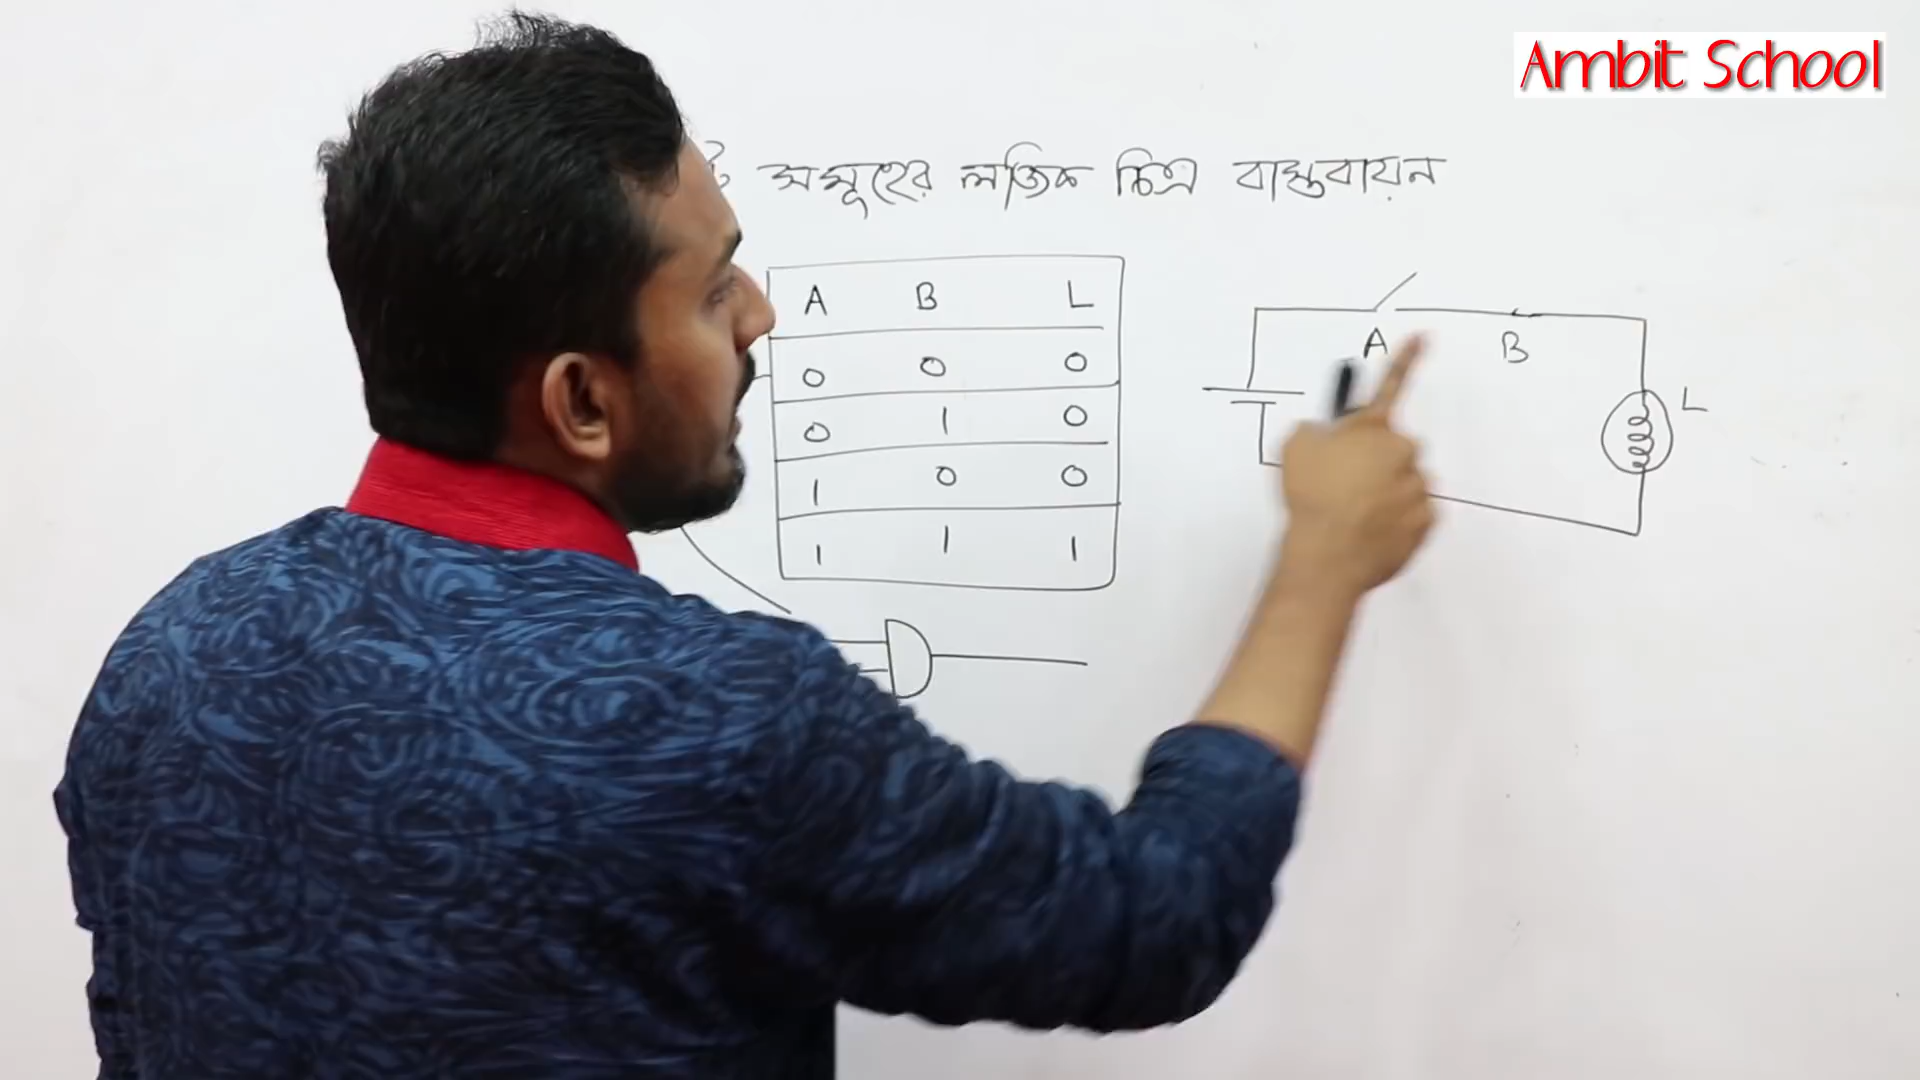 Ambit School
সমূহের লজিক চিত্র বাস্তবায়ন
A B L
0 0 0
0 1 0
1 0 0
1 1 1
A B
L